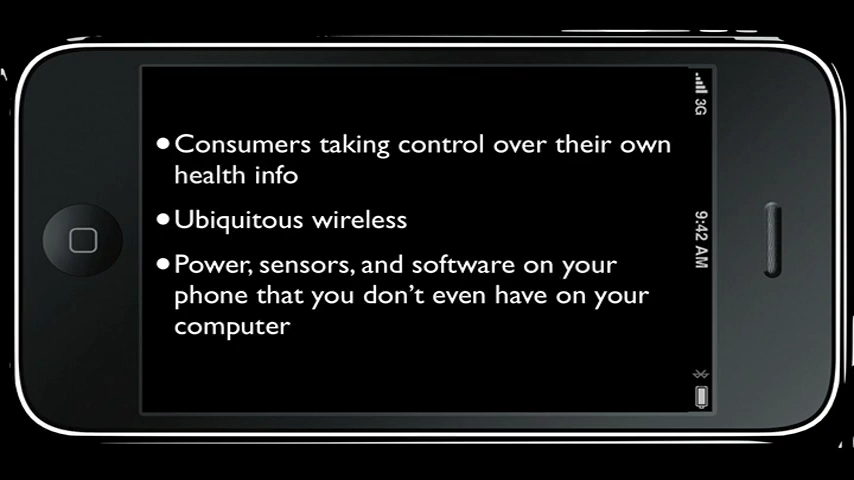 •Consumers taking control over their own
health info
•Ubiquitous wireless
•Power, sensors, and software on your
phone that you don't even have on your
computer
3G
9:42 AM